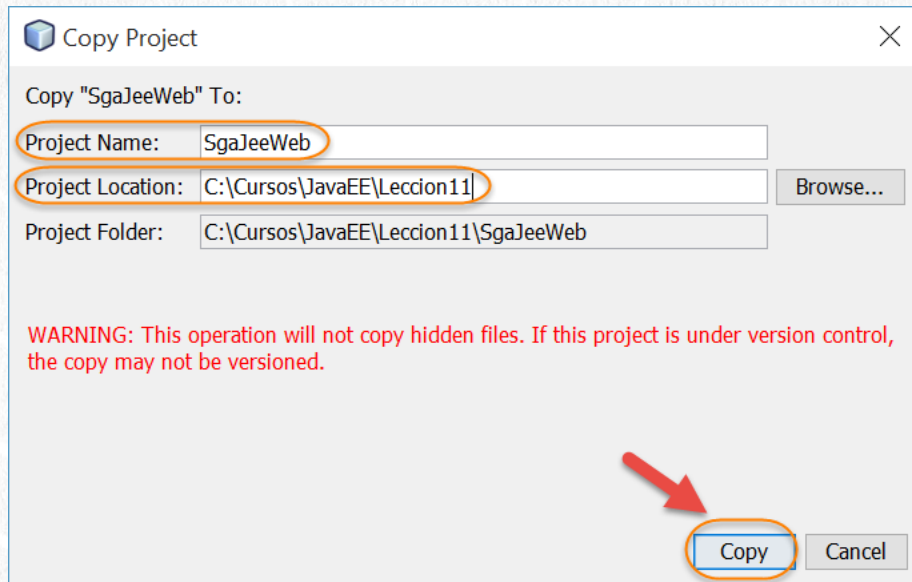 Copy Project
Copy "SgaJeeWeb" To:
Project Name: SgaJeeWeb
Project Location: C:\Cursos\JavaEE\Leccion11 Browse...
Project Folder: C:\Cursos\JavaEE\Leccion11\SgaJeeWeb
WARNING: This operation will not copy hidden files. If this project is under version control,
the copy may not be versioned.
Copy Cancel